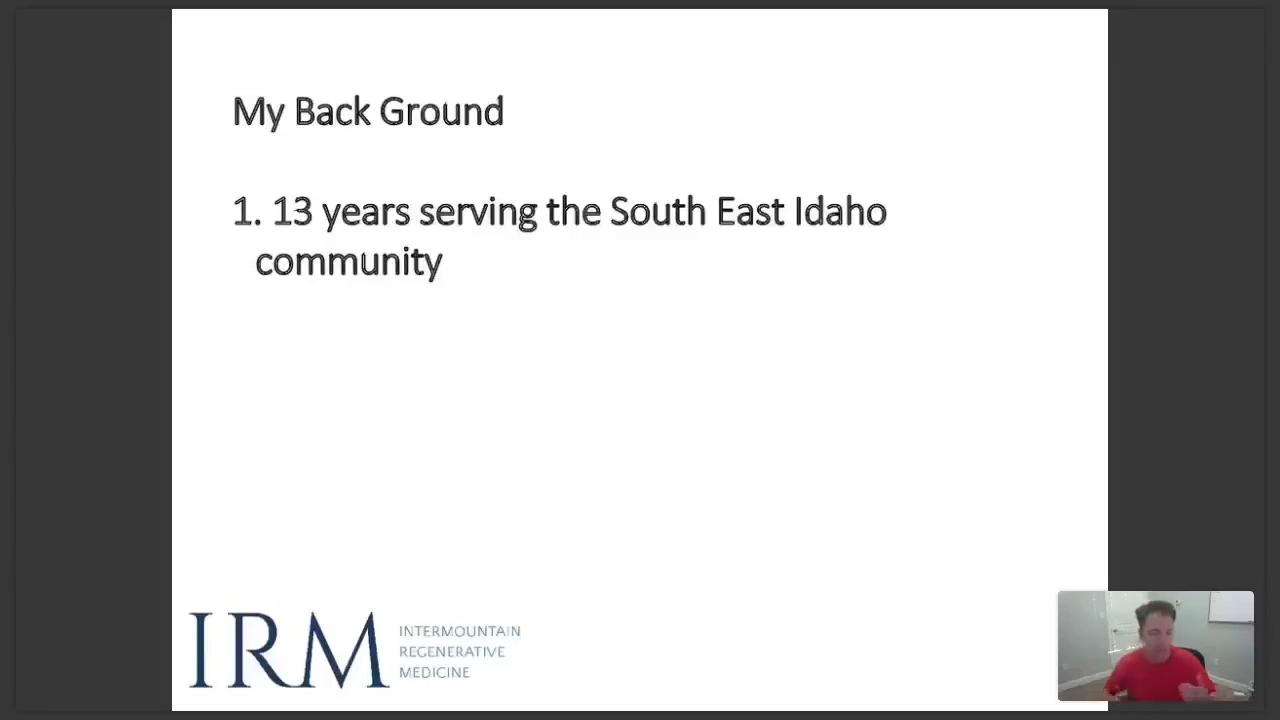 My Back Ground
1. 13 years serving the South East Idaho
community
IRM
INTERMOUNTAIN
REGENERATIVE
MEDICINE